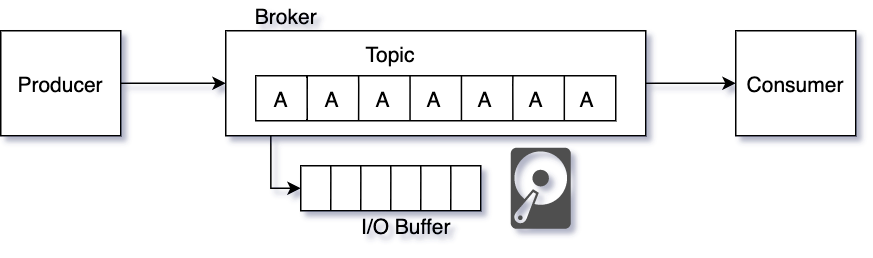 Broker
Topic
Producer
A A A A A A A
Consumer
I/O Buffer